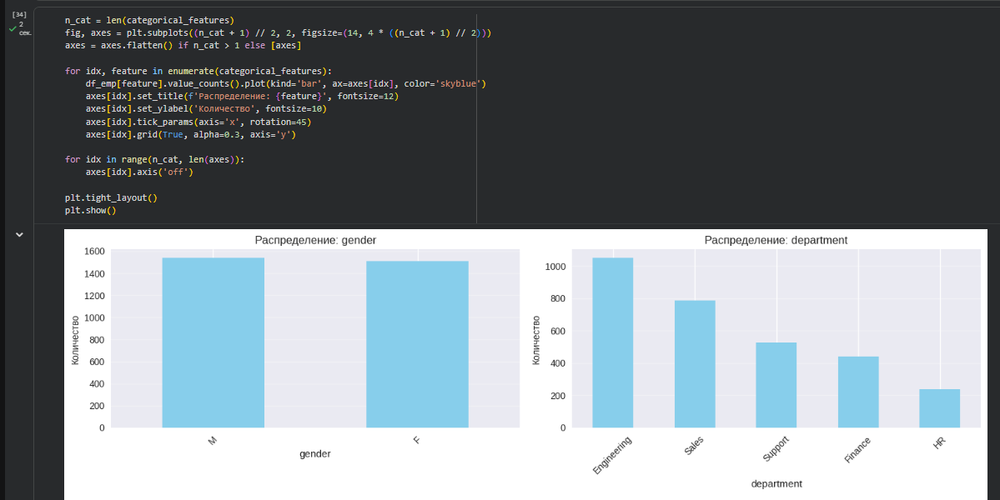 [34]
2
сек.
n_cat = len(categorical_features)
fig, axes = plt.subplots((n_cat + 1) // 2, 2, figsize=(14, 4 * ((n_cat + 1) // 2)))
axes = axes.flatten() if n_cat > 1 else [axes]
for idx, feature in enumerate(categorical_features):
    df_emp[feature].value_counts().plot(kind='bar', ax=axes[idx], color='skyblue')
    axes[idx].set_title(f'Распределение: {feature}', fontsize=12)
    axes[idx].set_ylabel('Количество', fontsize=10)
    axes[idx].tick_params(axis='x', rotation=45)
    axes[idx].grid(True, alpha=0.3, axis='y')
for idx in range(n_cat, len(axes)):
    axes[idx].axis('off')
plt.tight_layout()
plt.show()
Распределение: gender
Количество
1600
1400
1200
1000
800
600
400
200
0
M
F
gender
Распределение: department
Количество
1000
800
600
400
200
0
Engineering
Sales
Support
Finance
HR
department